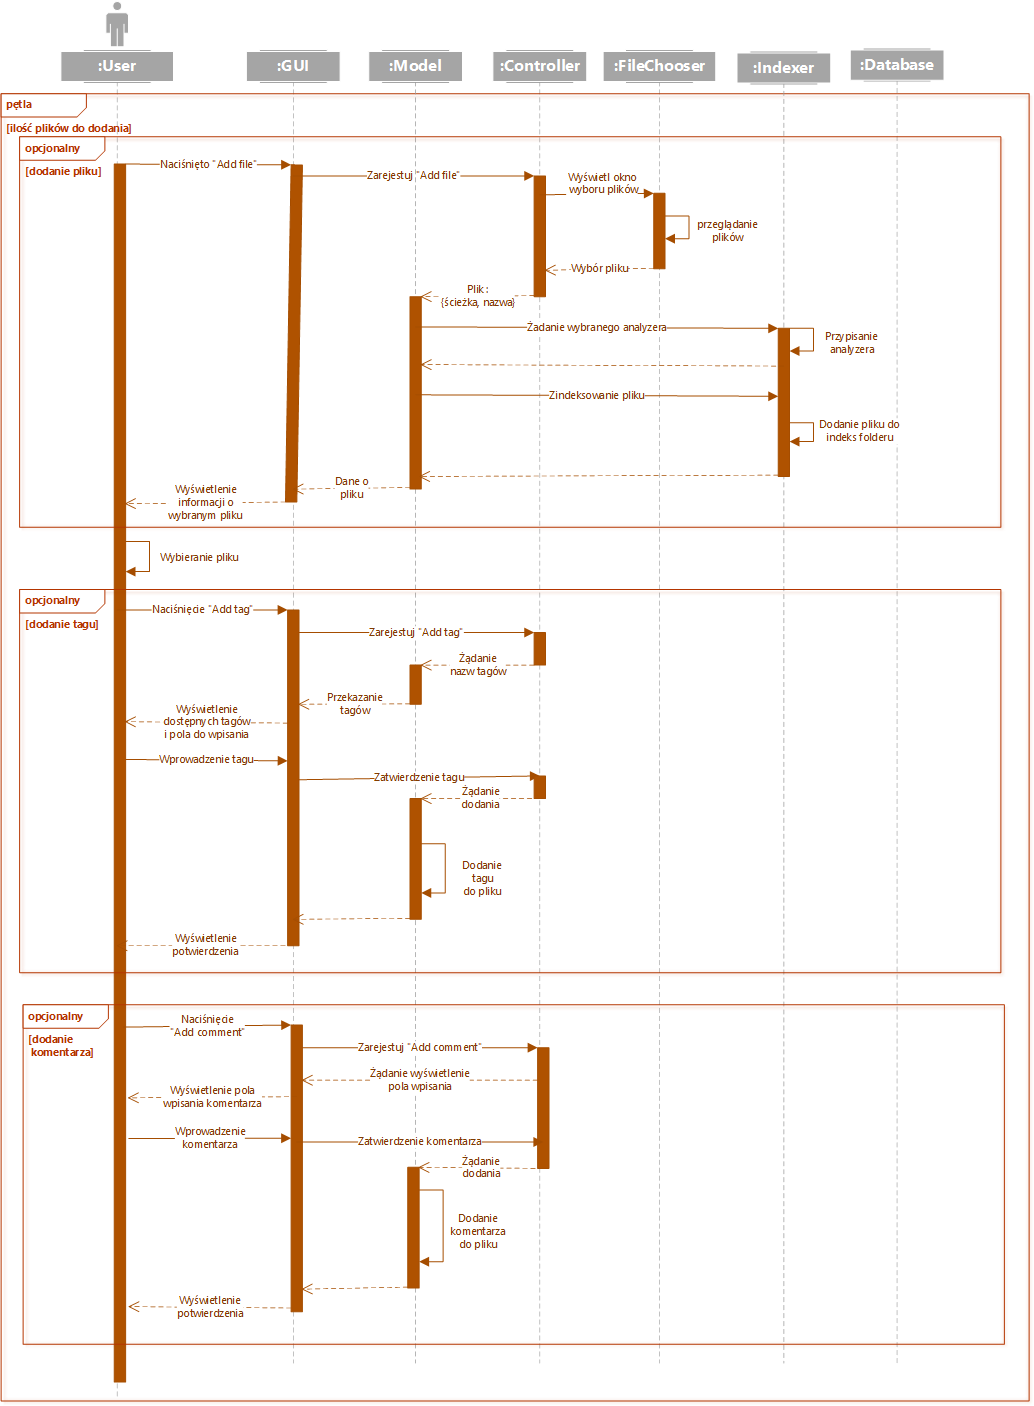 :User
:GUI
:Model
:Controller
:FileChooser
:Indexer
:Database
pętla
[ilość plików do dodania]
opcjonalny
[dodanie pliku]
Naciśnięto "Add file"
Zarejestuj "Add file"
Wyświetl okno
wyboru plików
przeglądanie
plików
Wybór pliku
Plik :
{ścieżka, nazwa}
Żadanie wybranego analyzera
Przypisanie
analyzera
Zindeksowanie pliku
Dodanie pliku do
indeks folderu
Dane o
pliku
Wyświetlenie
informacji o
wybranym pliku
Wybieranie pliku
opcjonalny
[dodanie tagu]
Naciśnięcie "Add tag"
Zarejestuj "Add tag"
Żądanie
nazw tagów
Przekazanie
tagów
Wyświetlenie
dostępnych tagów
i pola do wpisania
Wprowadzenie tagu
Zatwierdzenie tagu
Żądanie
dodania
Dodanie
tagu
do pliku
Wyświetlenie
potwierdzenia
opcjonalny
[dodanie
komentarza]
Naciśnięcie
"Add comment"
Zarejestuj "Add comment"
Żądanie wyświetlenie
pola wpisania
Wyświetlenie pola
wpisania komentarza
Wprowadzenie
komentarza
Zatwierdzenie komentarza
Żądanie
dodania
Dodanie
komentarza
do pliku
Wyświetlenie
potwierdzenia